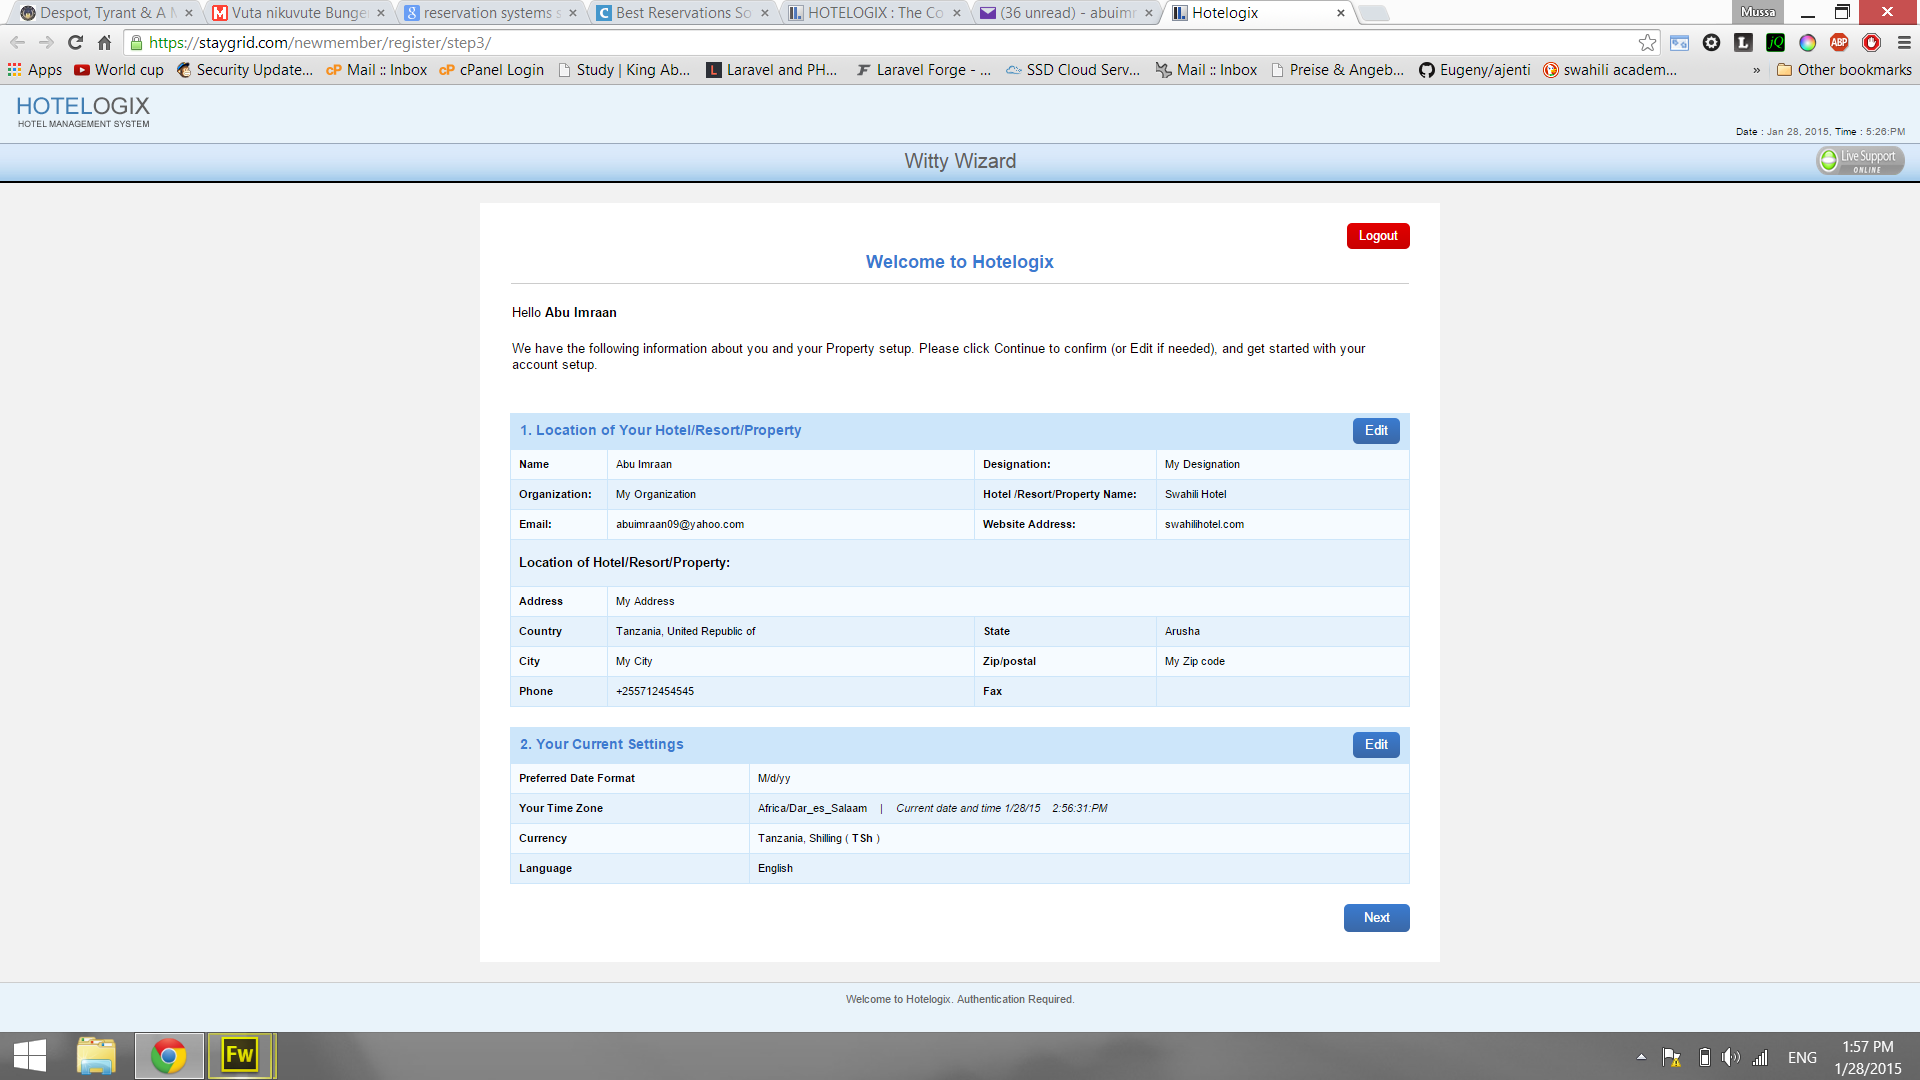 Despot, Tyrant & A M
Vuta nikuvute Bunge
reservation systems s
Best Reservations So
HOTELOGIX : The Co
(36 unread) - abuimr
Hotelogix
Mussa
https://staygrid.com/newmember/register/step3/
Apps
World cup
Security Update...
cP Mail :: Inbox
cP cPanel Login
Study | King Ab...
L Laravel and PH...
Laravel Forge - ...
SSD Cloud Serv...
Mail :: Inbox
Preise & Angeb...
Eugeny/ajenti
swahili academ...
»
Other bookmarks
HOTELOGIX
HOTEL MANAGEMENT SYSTEM
Date : Jan 28, 2015, Time : 5:26:PM
Witty Wizard
Live Support
ONLINE
Logout
Welcome to Hotelogix
Hello Abu Imraan
We have the following information about you and your Property setup. Please click Continue to confirm (or Edit if needed), and get started with your
account setup.
1. Location of Your Hotel/Resort/Property Edit
Name Abu Imraan Designation: My Designation
Organization: My Organization Hotel /Resort/Property Name: Swahili Hotel
Email: abuimraan09@yahoo.com Website Address: swahilihotel.com
Location of Hotel/Resort/Property:
Address My Address
Country Tanzania, United Republic of State Arusha
City My City Zip/postal My Zip code
Phone +255712454545 Fax
2. Your Current Settings Edit
Preferred Date Format M/d/yy
Your Time Zone Africa/Dar_es_Salaam | Current date and time 1/28/15 2:56:31:PM
Currency Tanzania, Shilling ( TSh )
Language English
Next
Welcome to Hotelogix. Authentication Required.
Fw
ENG
1:57 PM
1/28/2015